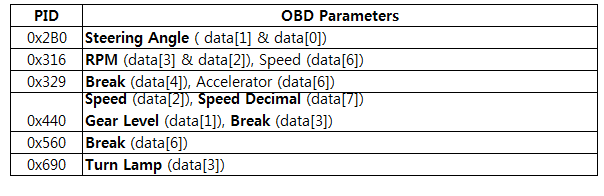 PID OBD Parameters
0x2B0 Steering Angle ( data[1] & data[0])
0x316 RPM (data[3] & data[2]), Speed (data[6])
0x329 Break (data[4]), Accelerator (data[6])
Speed (data[2]), Speed Decimal (data[7])
0x440 Gear Level (data[1]), Break (data[3])
0x560 Break (data[6])
0x690 Turn Lamp (data[3])